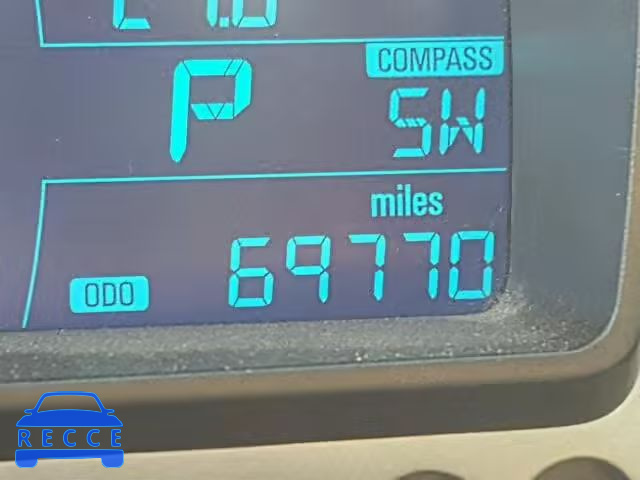 P
COMPASS
SW
miles
ODO 69770
RECCE